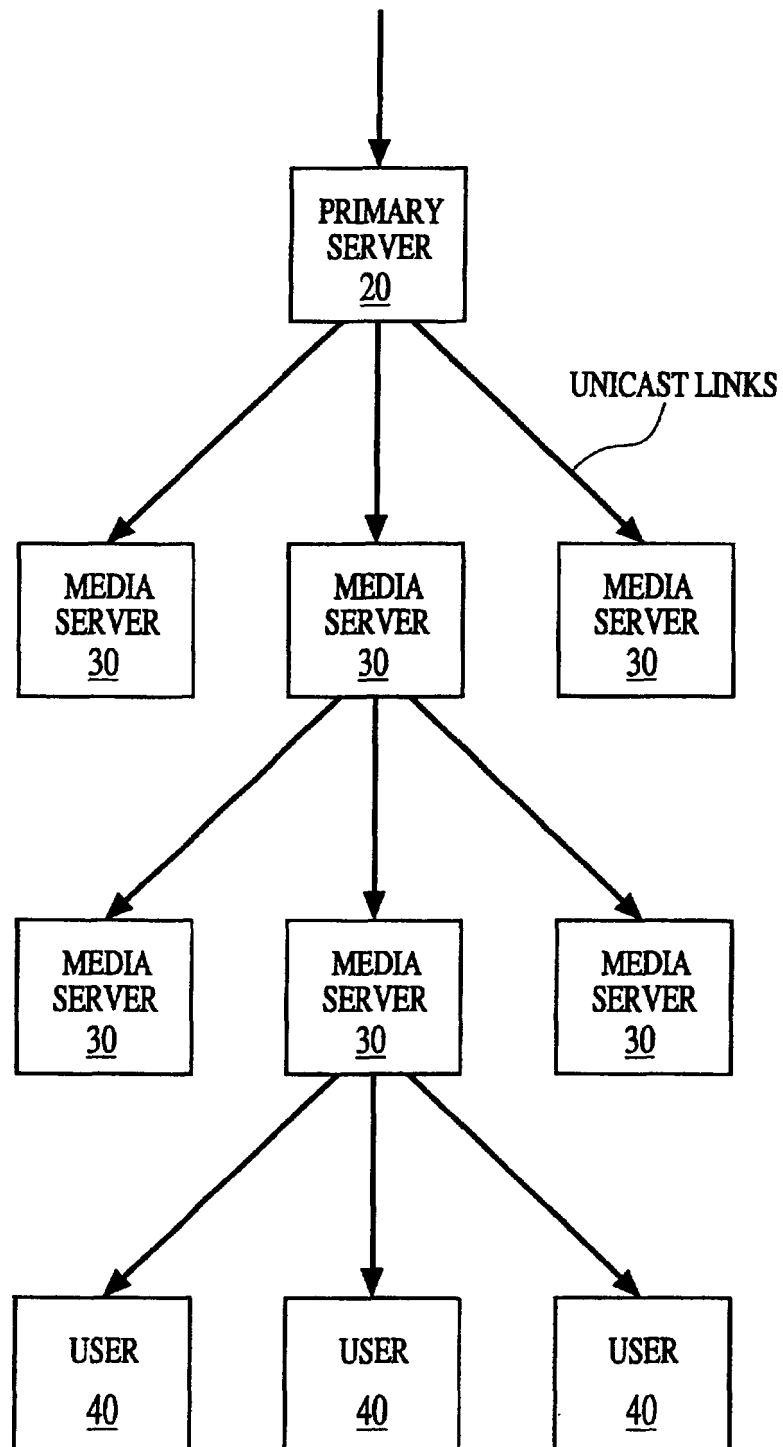 PRIMARY
SERVER
20
UNICAST LINKS
MEDIA
SERVER
30
MEDIA
SERVER
30
MEDIA
SERVER
30
MEDIA
SERVER
30
MEDIA
SERVER
30
MEDIA
SERVER
30
USER
40
USER
40
USER
40